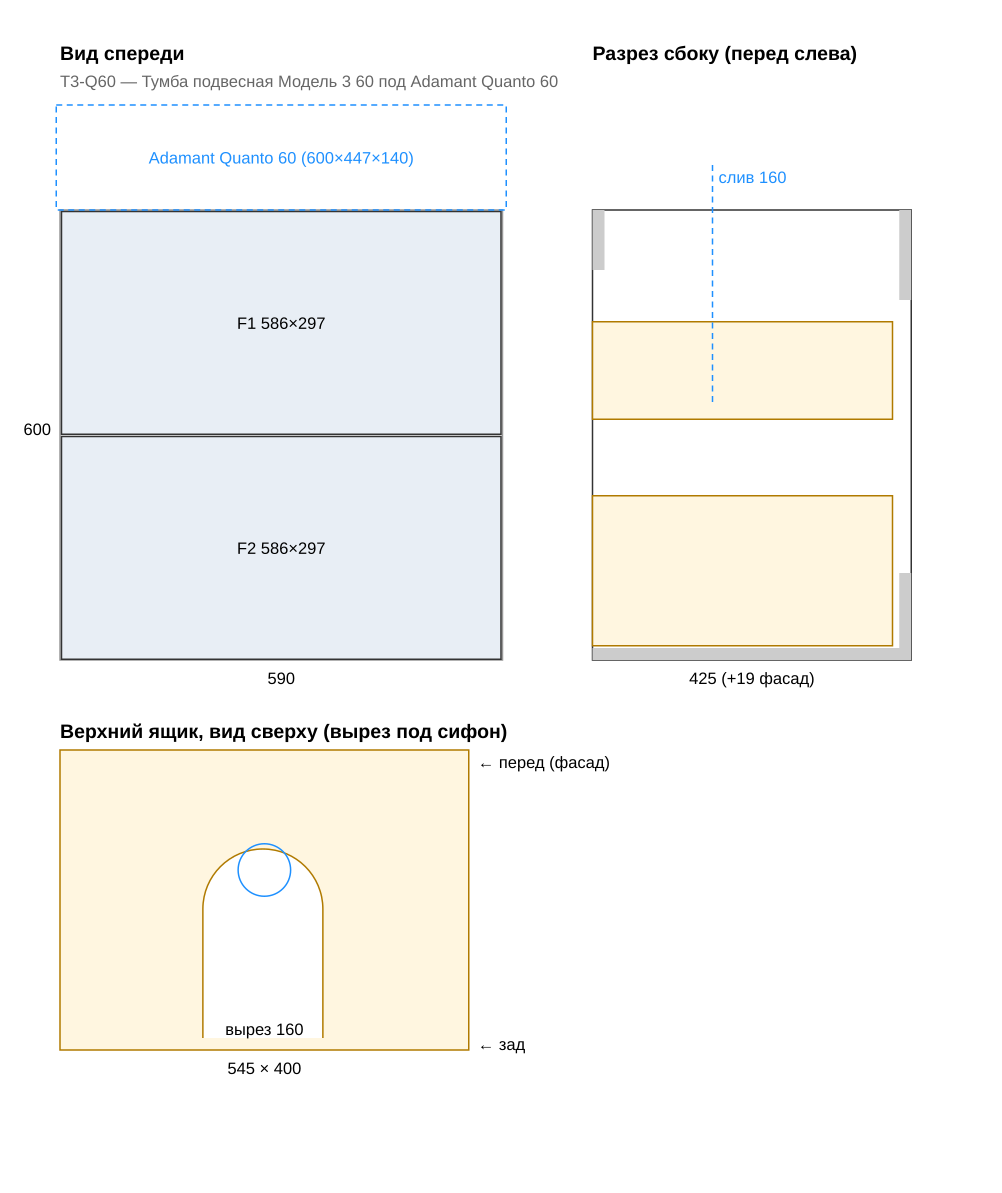 Вид спереди
Разрез сбоку (перед слева)
T3-Q60 — Тумба подвесная Модель 3 60 под Adamant Quanto 60
Adamant Quanto 60 (600×447×140)
слив 160
F1 586×297
600
F2 586×297
590
425 (+19 фасад)
Верхний ящик, вид сверху (вырез под сифон)
← перед (фасад)
вырез 160
← зад
545 × 400